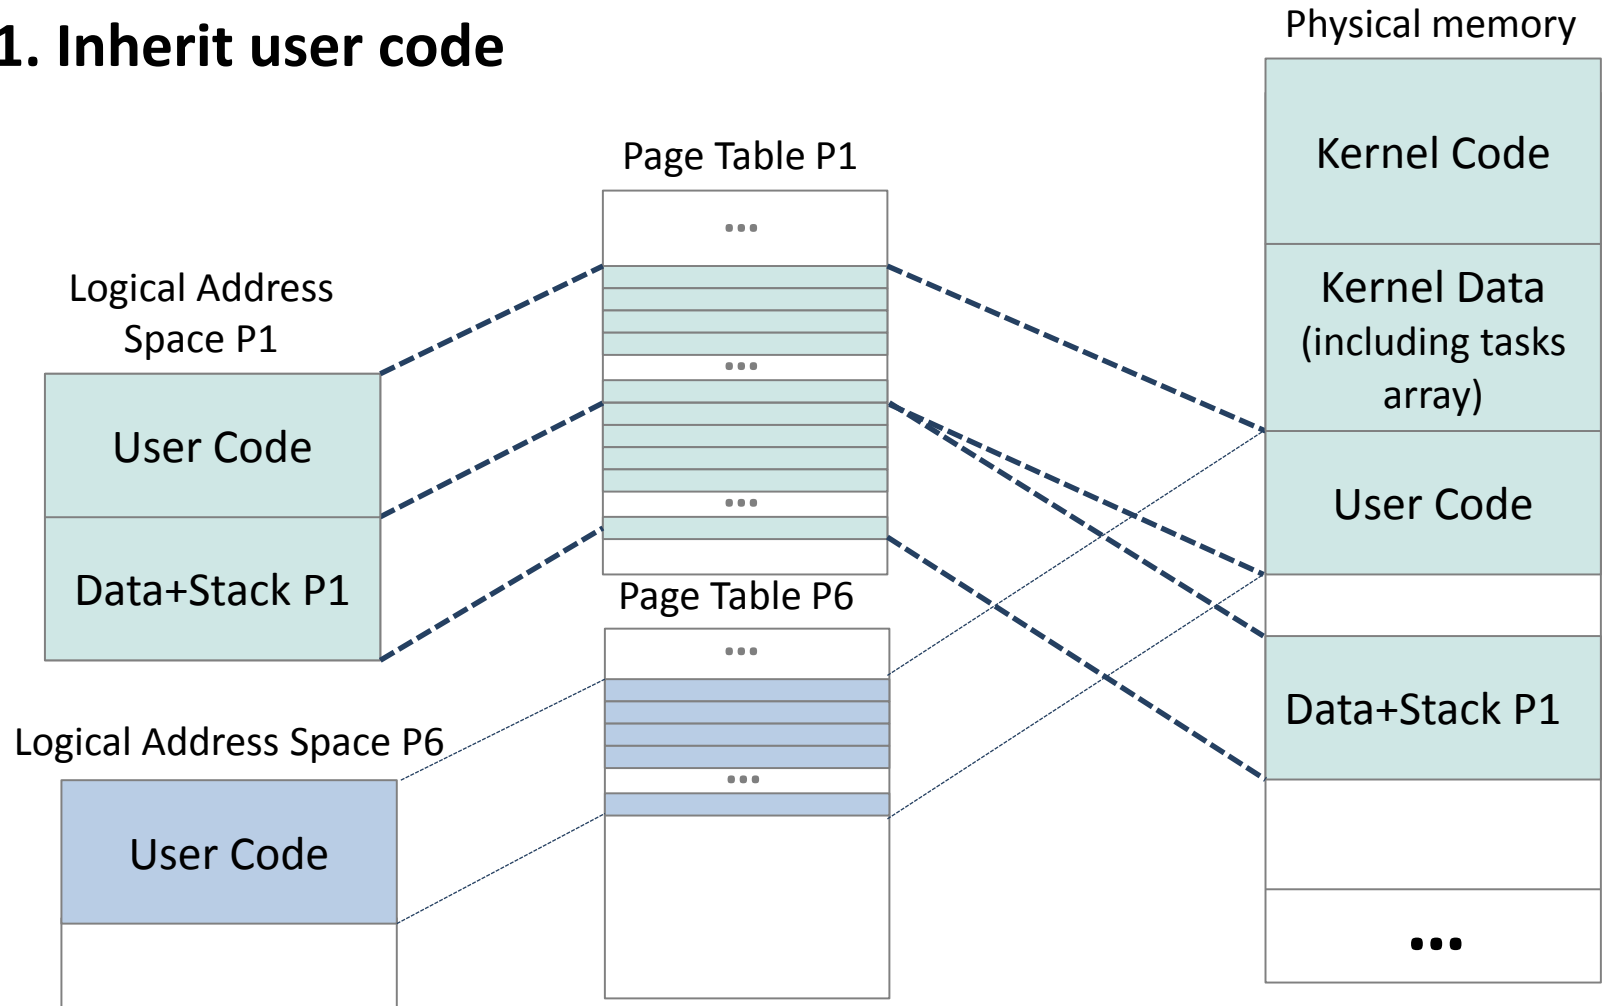 1. Inherit user code
Physical memory
Page Table P1
...
...
...
Logical Address
Space P1
User Code
Data+Stack P1
Kernel Code
Kernel Data
(including tasks
array)
User Code
Data+Stack P1
...
Page Table P6
...
...
Logical Address Space P6
User Code